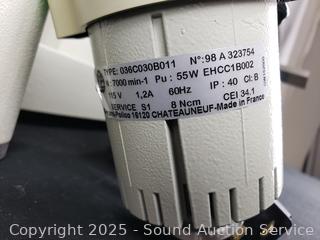 TYPE: 036C030B011 N°:98 A 323754
: 7000 min-1 Pu : 55W EHCC1B002
115 V 1,2A 60Hz IP : 40 Cl: B
SERVICE S1 8 Ncm CEI 34.1
16120 CHATEAUNEUF-Made in France
Copyright 2025 - Sound Auction Service